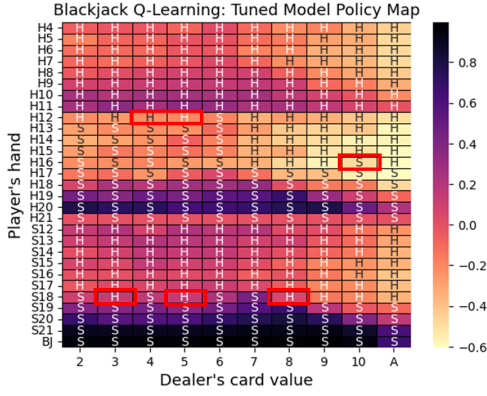 Blackjack Q-Learning: Tuned Model Policy Map
Player's hand
H4 H H H H H H H H H H
H5 H H H H H H H H H H
H6 H H H H H H H H H H
H7 H H H H H H H H H H
H8 H H H H H H H H H H
H9 H H H H H H H H H H
H10 H H H H H H H H H H
H11 H H H H H H H H H H
H12 H H H H S H H H H H
H13 S S S S S H H H H H
H14 S S S S S H H H H H
H15 S S S S S H H H H H
H16 S S S S S H H H S H
H17 S S S S S S S S S S
H18 S S S S S S S S S S
H19 S S S S S S S S S S
H20 S S S S S S S S S S
H21 S S S S S S S S S S
S12 H H H H H H H H H H
S13 H H H H H H H H H H
S14 H H H H H H H H H H
S15 H H H H H H H H H H
S16 H H H H H H H H H H
S17 H H H H H H H H H H
S18 S H S H S S H H H H
S19 S S S S S S S S S S
S20 S S S S S S S S S S
S21 S S S S S S S S S S
BJ S S S S S S S S S S
2 3 4 5 6 7 8 9 10 A
Dealer's card value
0.8
0.6
0.4
0.2
0.0
−0.2
−0.4
−0.6